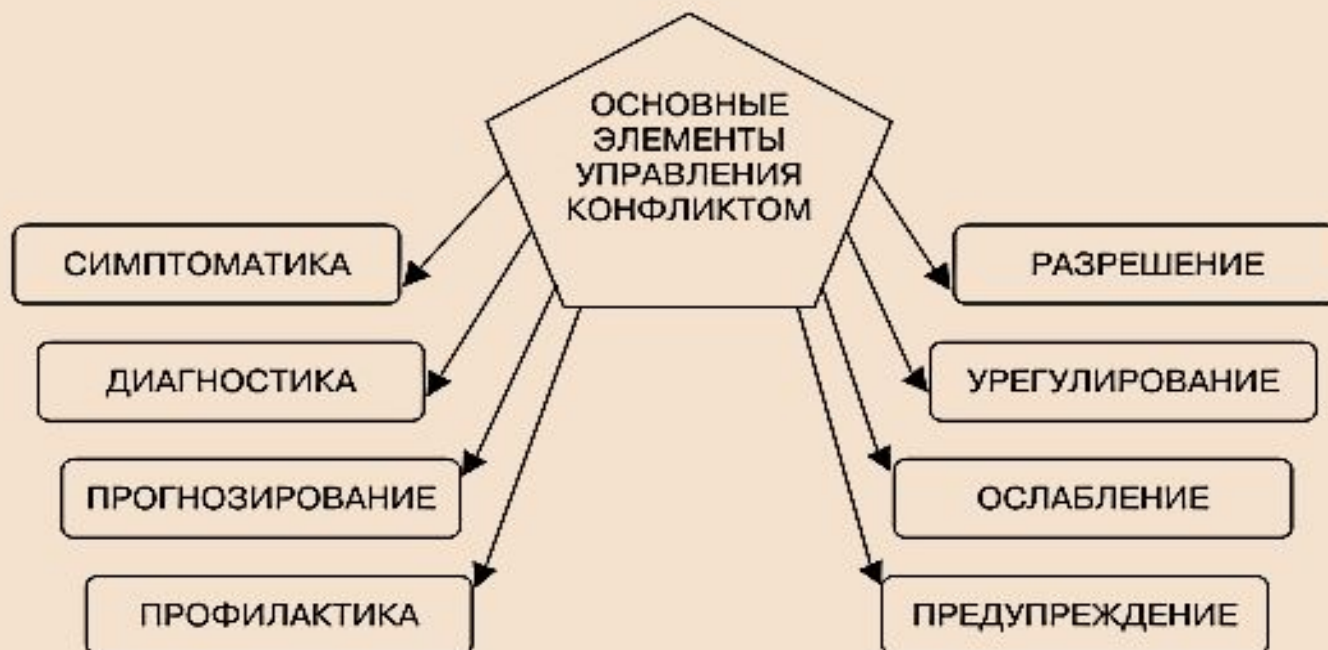 ОСНОВНЫЕ
ЭЛЕМЕНТЫ
УПРАВЛЕНИЯ
КОНФЛИКТОМ
СИМПТОМАТИКА
ДИАГНОСТИКА
ПРОГНОЗИРОВАНИЕ
ПРОФИЛАКТИКА
РАЗРЕШЕНИЕ
УРЕГУЛИРОВАНИЕ
ОСЛАБЛЕНИЕ
ПРЕДУПРЕЖДЕНИЕ